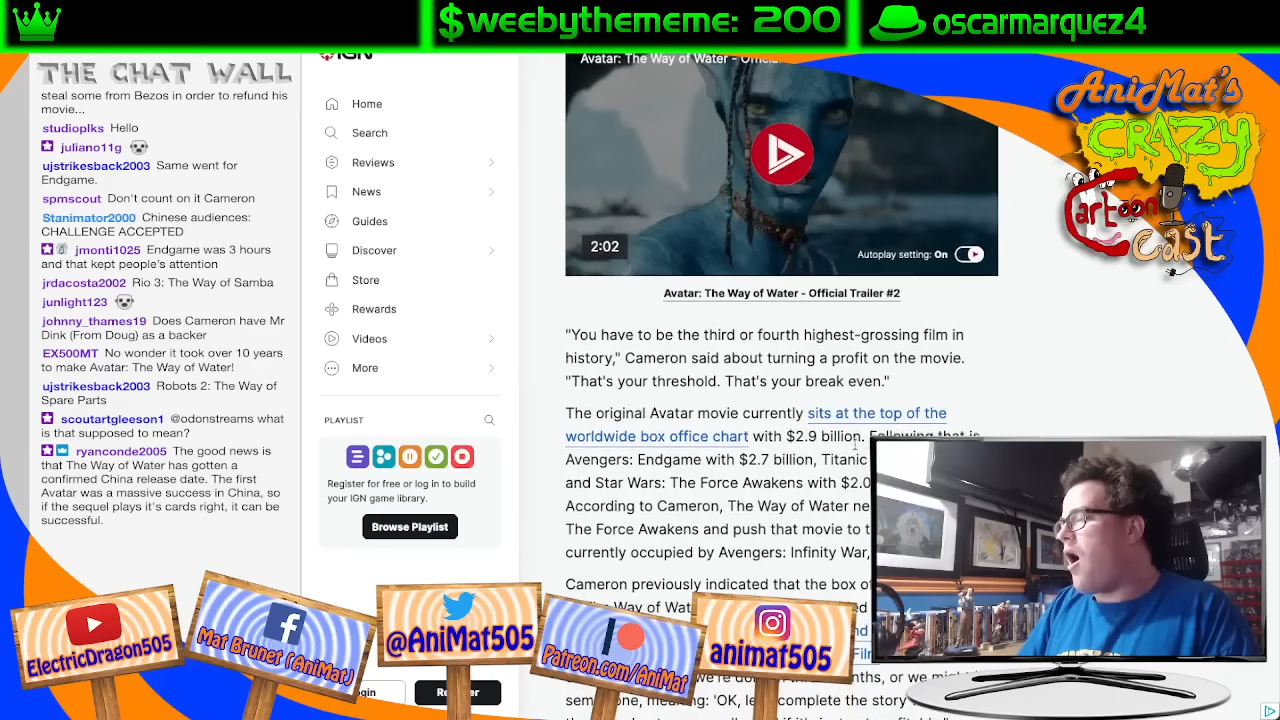 $weebythememe: 200
oscarmarquez4
THE CHAT WALL
steal some from Bezos in order to refund his
movie...
studioplks Hello
juliano11g
ujstrikesback2003 Same went for
Endgame.
spmscout Don't count on it Cameron
Stanimator2000 Chinese audiences:
CHALLENGE ACCEPTED
jmonti1025 Endgame was 3 hours
and that kept people's attention
jrdacosta2002 Rio 3: The Way of Samba
junlight123
johnny_thames19 Does Cameron have Mr
Dink (From Doug) as a backer
EX500MT No wonder it took over 10 years
to make Avatar: The Way of Water!
ujstrikesback2003 Robots 2: The Way of
Spare Parts
scoutartgleeson1 @odonstreams what
is that supposed to mean?
ryanconde2005 The good news is
that The Way of Water has gotten a
confirmed China release date. The first
Avatar was a massive success in China, so
if the sequel plays it's cards right, it can be
successful.
IGN
Home
Search
Reviews
News
Guides
Discover
Store
Rewards
Videos
More
PLAYLIST
Register for free or log in to build
your IGN game library.
Browse Playlist
Avatar: The Way of Water -
2:02
Autoplay setting: On
Avatar: The Way of Water - Official Trailer #2
"You have to be the third or fourth highest-grossing film in
history," Cameron said about turning a profit on the movie.
"That's your threshold. That's your break even."
The original Avatar movie currently sits at the top of the
worldwide box office chart with $2.9 billion. Following that is
Avengers: Endgame with $2.7 billion, Titanic
and Star Wars: The Force Awakens with $2.0
According to Cameron, The Way of Water
The Force Awakens and push that movie to
currently occupied by Avengers: Infinity War,
Cameron previously indicated that the box
Way of
AniMat's
CRAZY
Cartoon
Cast
ElectricDragon505
Mat Brunet (AniMat)
@AniMat505
Patreon.com/AniMat
animat505